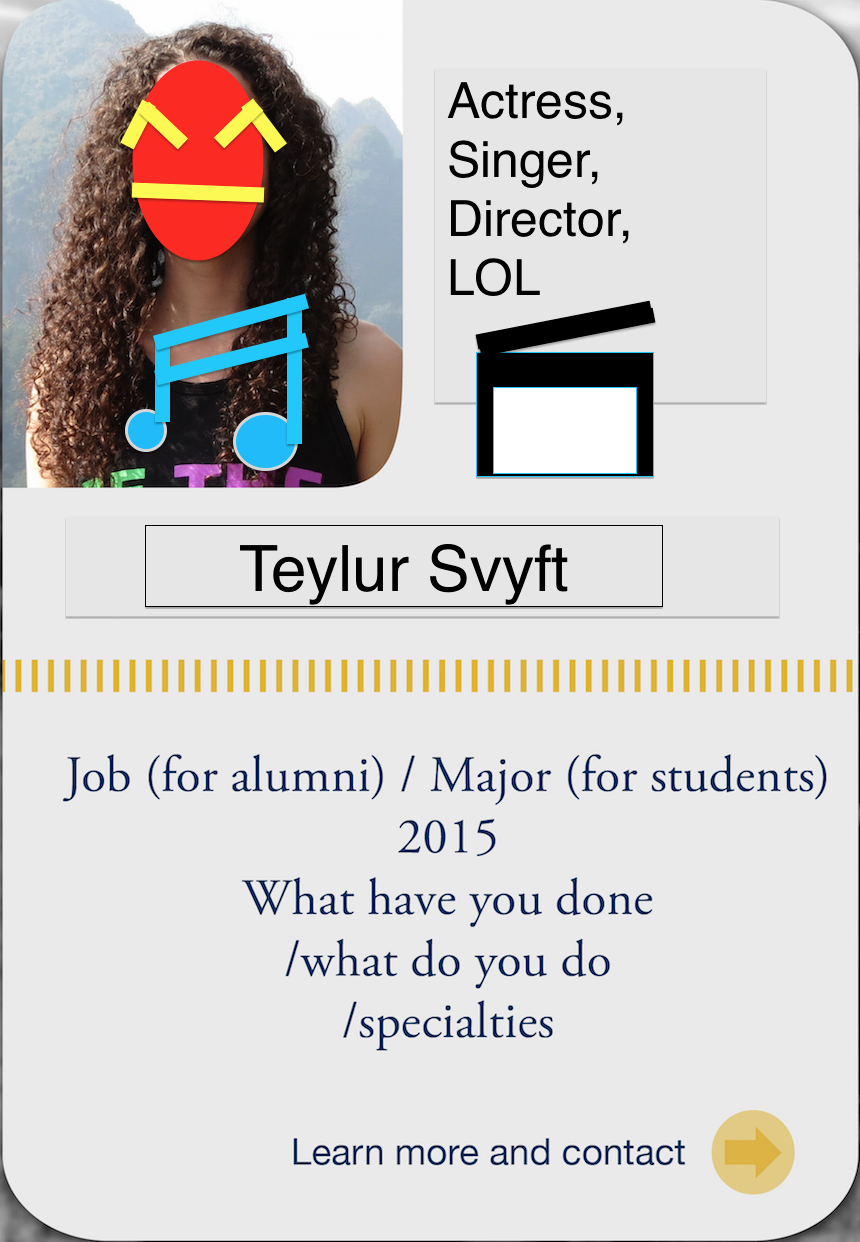 Actress,
Singer,
Director,
LOL
THE
Teylur Svyft
Job (for alumni) / Major (for students)
2015
What have you done
/what do you do
/specialties
Learn more and contact